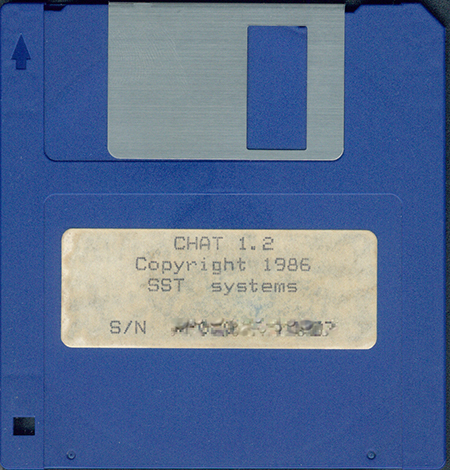 CHAT 1.2
Copyright 1986
SST systems
S/N